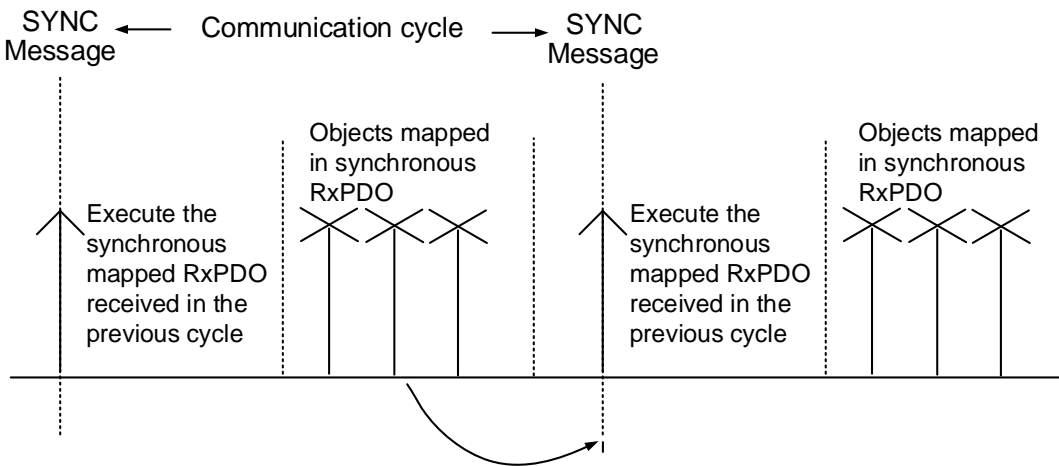 SYNC
Message
Communication cycle
SYNC
Message
Objects mapped
in synchronous
RxPDO
Objects mapped
in synchronous
RxPDO
Execute the
synchronous
mapped RxPDO
received in the
previous cycle
Execute the
synchronous
mapped RxPDO
received in the
previous cycle